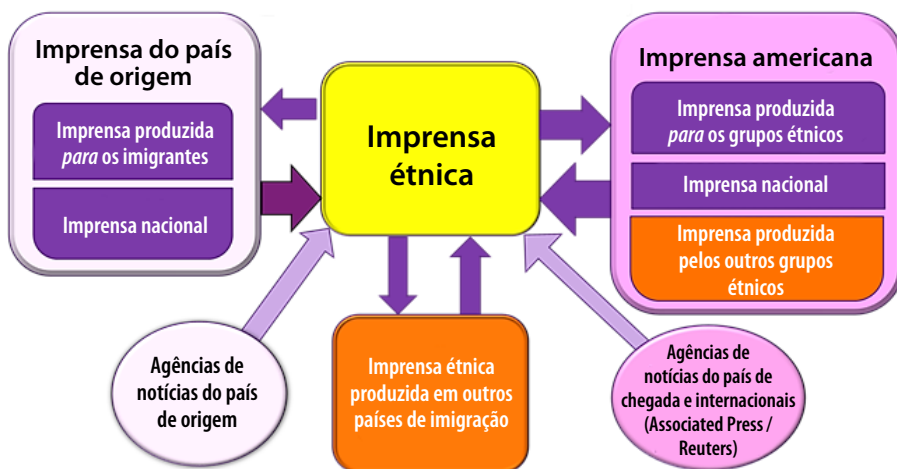 Imprensa do país
de origem
Imprensa produzida
para os imigrantes
Imprensa nacional
Imprensa
étnica
Imprensa americana
Imprensa produzida
para os grupos étnicos
Imprensa nacional
Imprensa produzida
pelos outros grupos
étnicos
Agências de
notícias do país
de origem
Imprensa étnica
produzida em outros
países de imigração
Agências de
notícias do país de
chegada e internacionais
(Associated Press /
Reuters)